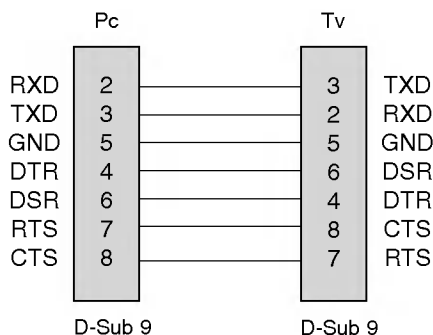 Pc Tv
RXD 2 3 TXD
TXD 3 2 RXD
GND 5 5 GND
DTR 4 6 DSR
DSR 6 4 DTR
RTS 7 8 CTS
CTS 8 7 RTS
D-Sub 9 D-Sub 9